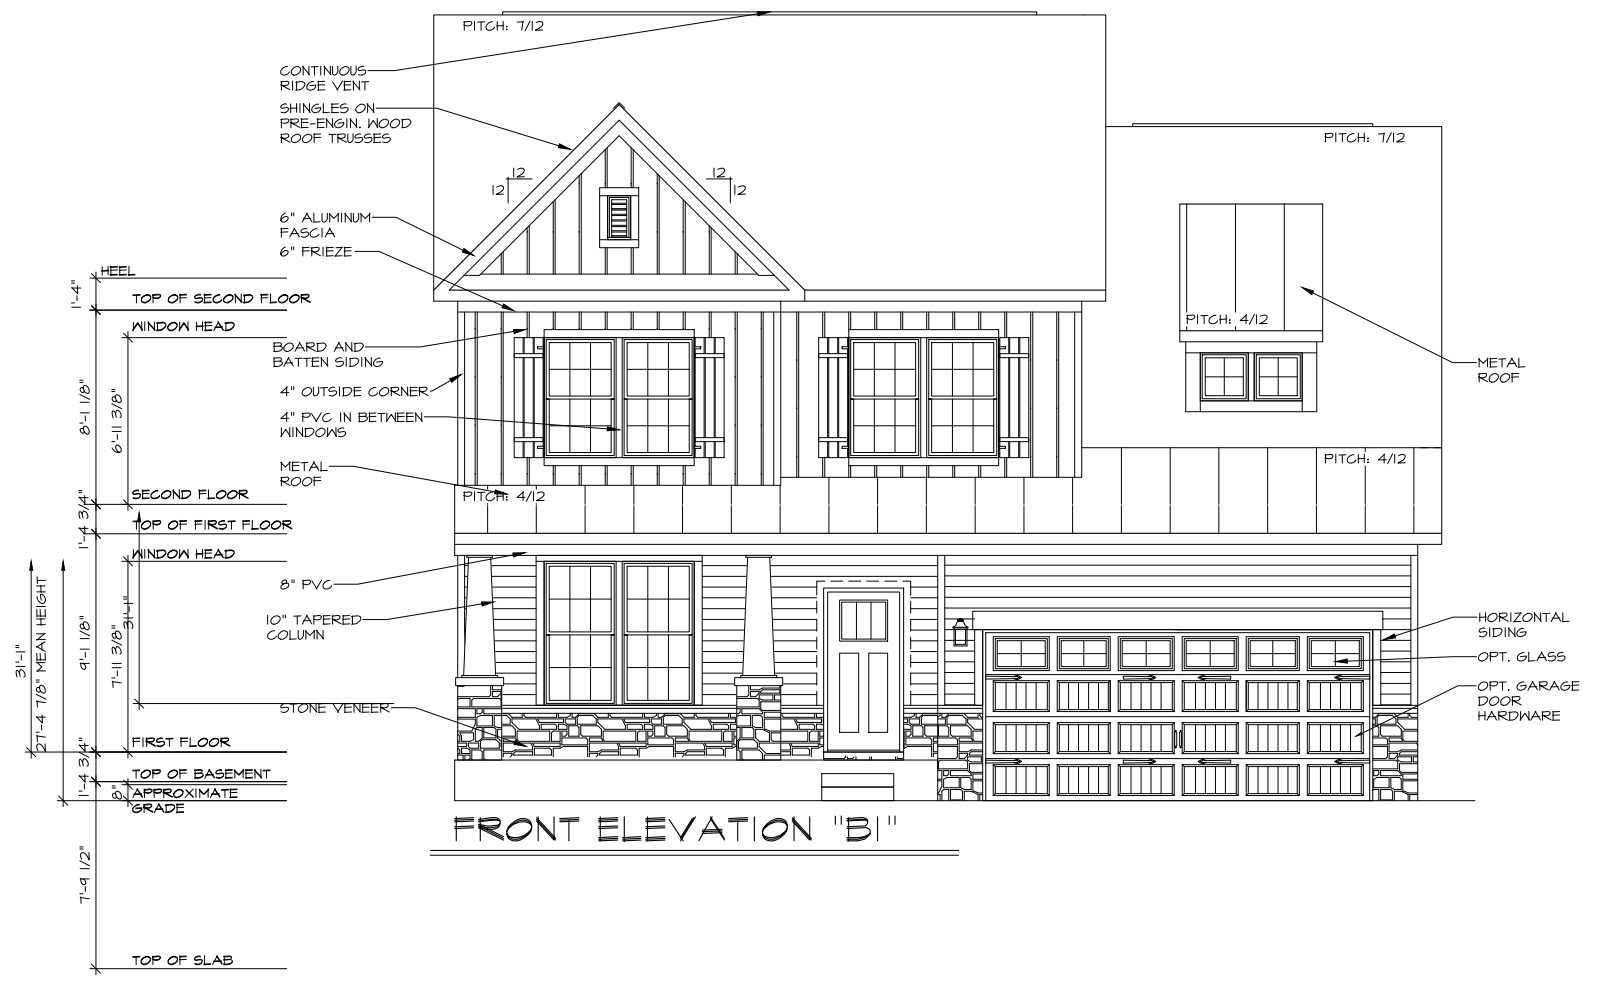 PITCH: 7/12
CONTINUOUS
RIDGE VENT
SHINGLES ON
PRE-ENGIN. WOOD
ROOF TRUSSES
PITCH: 7/12
12
12
12
12
6" ALUMINUM
FASCIA
6" FRIEZE
HEEL
1'-4"
TOP OF SECOND FLOOR
WINDOW HEAD
PITCH: 4/12
BOARD AND
BATTEN SIDING
METAL
ROOF
4" OUTSIDE CORNER
8'-1 1/8"
6'-11 3/8"
4" PVC IN BETWEEN
WINDOWS
METAL
ROOF
PITCH: 4/12
SECOND FLOOR
PITCH: 4/12
1'-4 3/4"
TOP OF FIRST FLOOR
WINDOW HEAD
8" PVC
31'-1"
10" TAPERED
COLUMN
HORIZONTAL
SIDING
9'-1 1/8"
7'-11 3/8"
31'-1"
27'-4 7/8" MEAN HEIGHT
OPT. GLASS
OPT. GARAGE
DOOR
HARDWARE
STONE VENEER
FIRST FLOOR
1'-4 3/4"
TOP OF BASEMENT
8"
APPROXIMATE
GRADE
FRONT ELEVATION "B1"
7'-9 1/2"
TOP OF SLAB